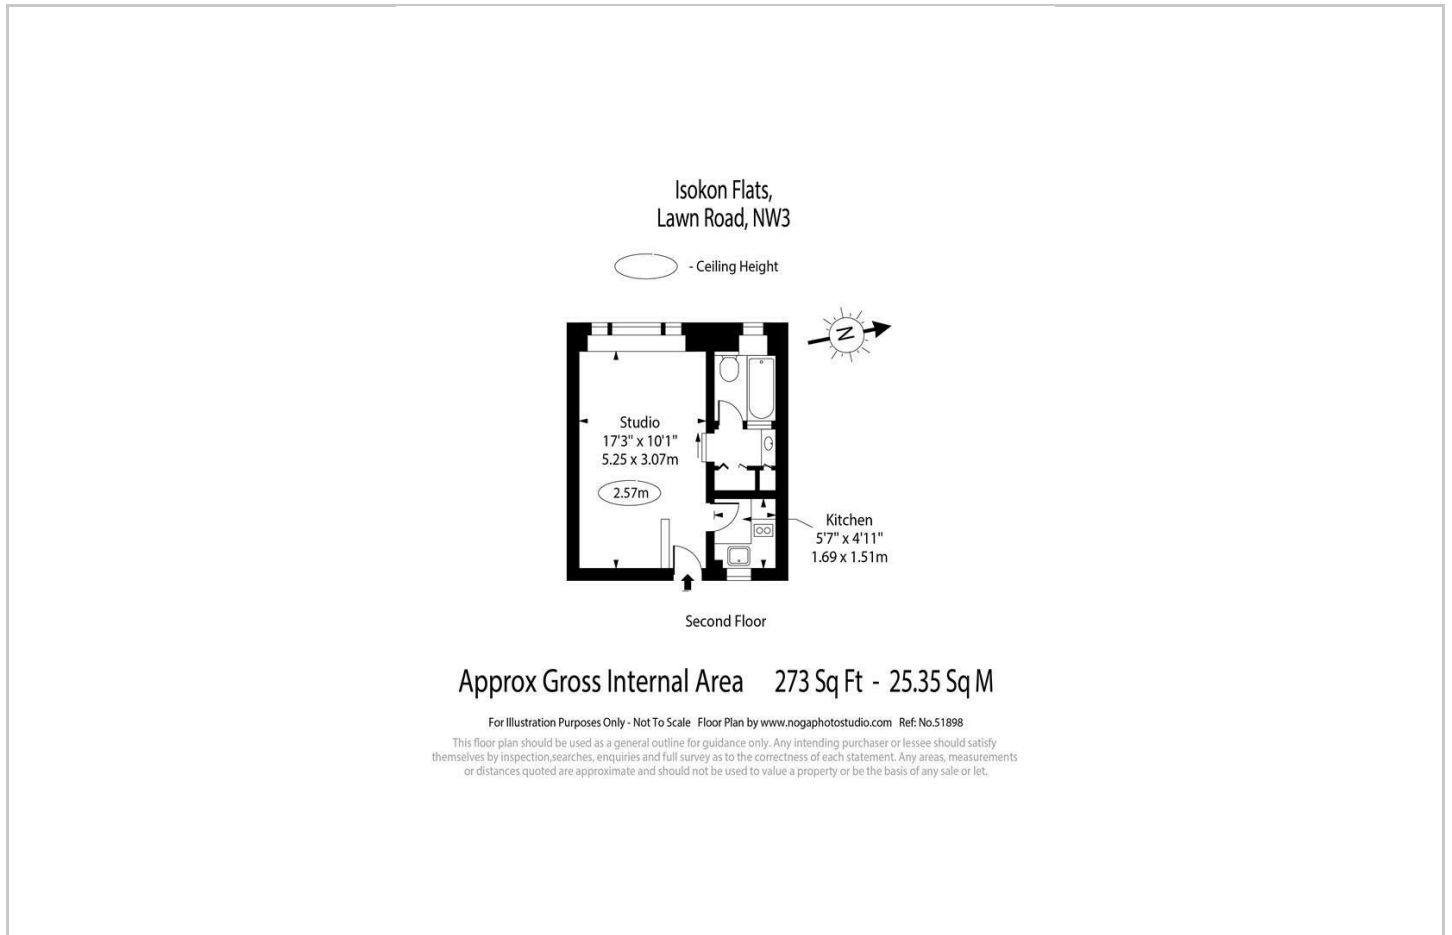 Isokon Flats,
Lawn Road, NW3
- Ceiling Height
N
Studio
17'3" x 10'1"
5.25 x 3.07m
2.57m
Kitchen
5'7" x 4'11"
1.69 x 1.51m
Second Floor
Approx Gross Internal Area 273 Sq Ft - 25.35 Sq M
For Illustration Purposes Only - Not To Scale Floor Plan by www.nogaphotostudio.com Ref: No.51898
This floor plan should be used as a general outline for guidance only. Any intending purchaser or lessee should satisfy
themselves by inspection,searches, enquiries and full survey as to the correctness of each statement. Any areas, measurements
or distances quoted are approximate and should not be used to value a property or be the basis of any sale or let.